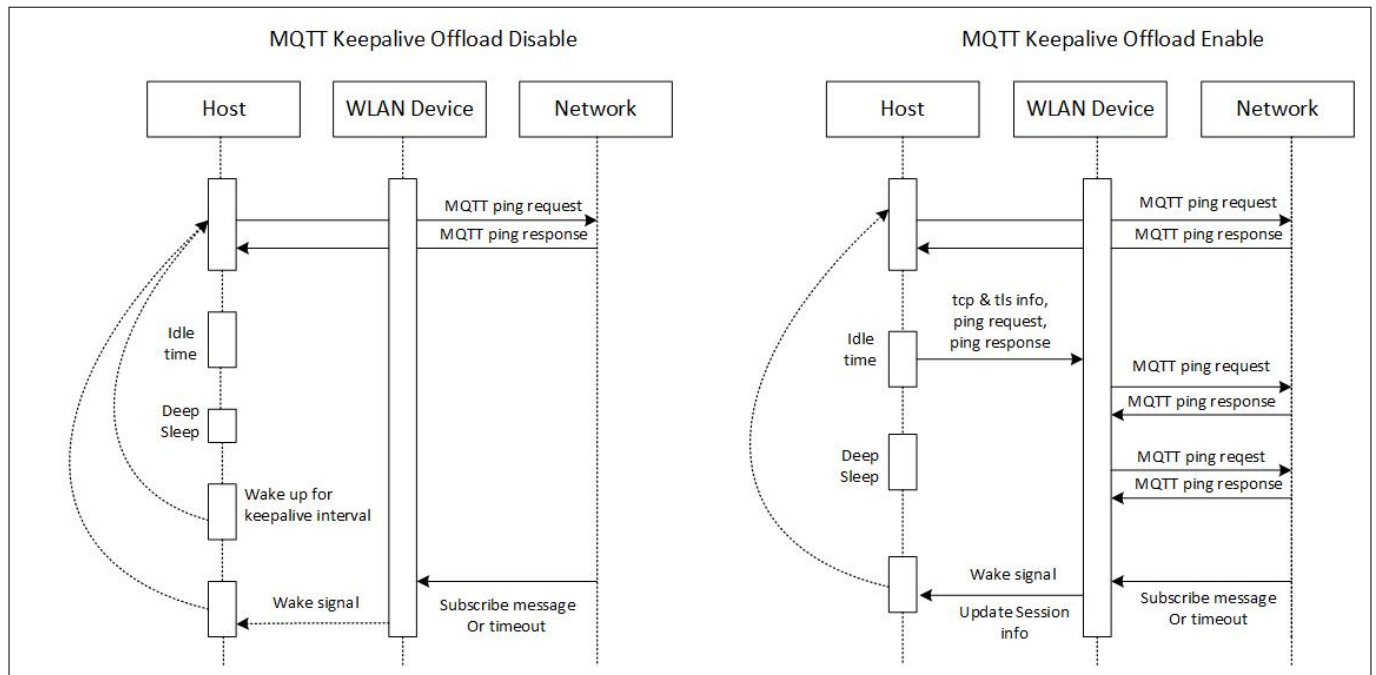 MQTT Keepalive Offload Disable
Host
WLAN Device
Network
MQTT ping request
MQTT ping response
Idle
time
Deep
Sleep
Wake up for
keepalive interval
Wake signal
Subscribe message
Or timeout
MQTT Keepalive Offload Enable
Host
WLAN Device
Network
MQTT ping request
MQTT ping response
tcp & tls info,
ping request,
ping response
Idle
time
MQTT ping request
MQTT ping response
Deep
Sleep
MQTT ping reqest
MQTT ping response
Wake signal
Update Session
info
Subscribe message
Or timeout